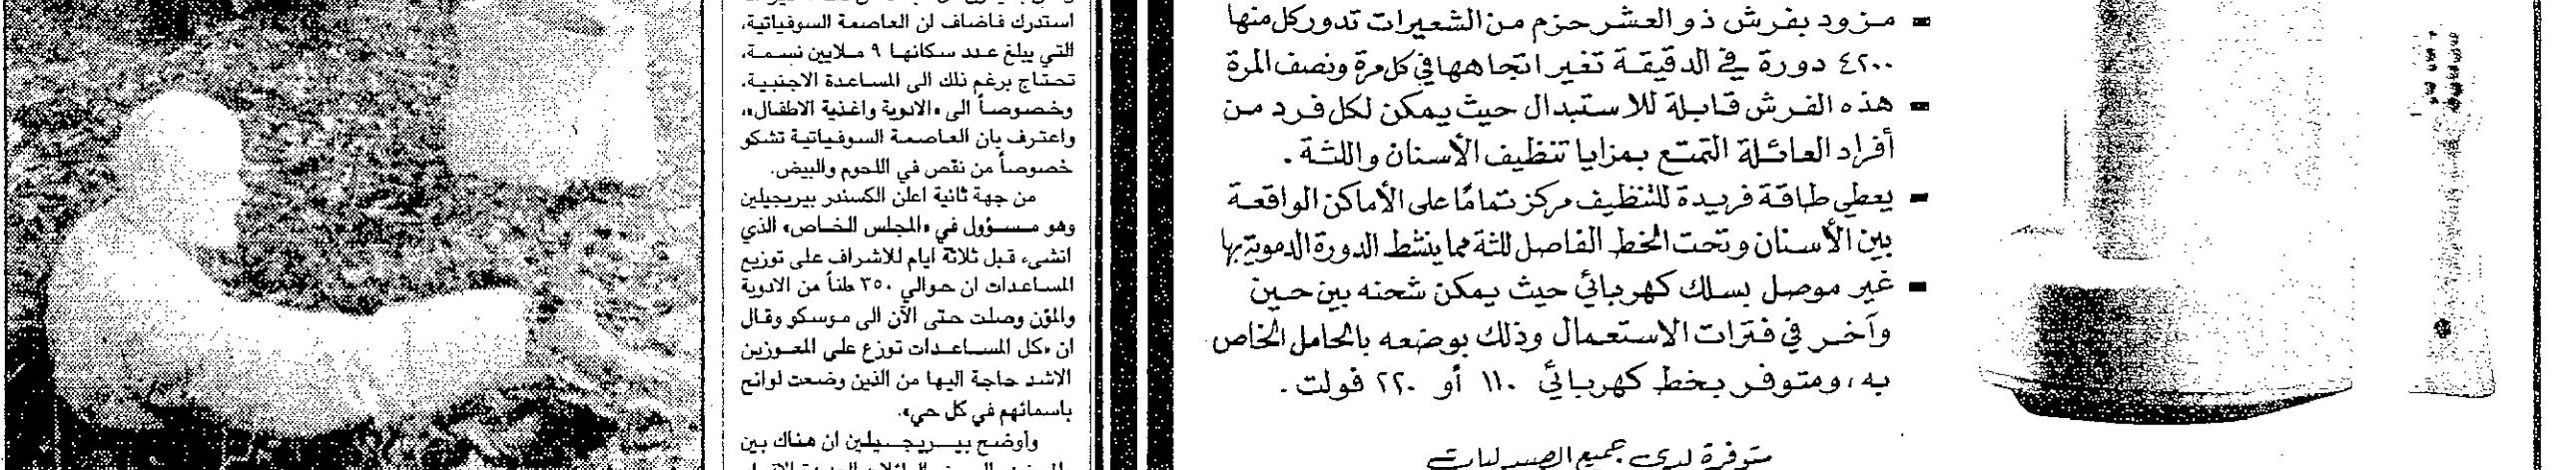 مزود بفرش ذو العشر حزم من الشعيرات تدور كل منها
٤٢٠٠ دورة في الدقيقة تغير اتجاهها في كل مرة ونصف المرة
هذه الفرش قابلة للاستبدال حيث يمكن لكل فرد من
أفراد العائلة التمتع بمزايا تنظيف الأسنان واللثة.
يعطي طاقة فريدة للتنظيف مركز تمامًا على الأماكن الواقعة
بين الأسنان وتحت الخط الفاصل للثة مما ينشط الدورة الدموية بها
غير موصل بسلك كهربائي حيث يمكن شحنه بين حين
وآخر في فترات الاستعمال وذلك بوضعه بالحامل الخاص
به، ومتوفر بخط كهربائي ١١٠ أو ٢٢٠ فولت.
متوفرة لدى جميع الصيدليات
استدرك فاضاف ان العاصمة السوفياتية،
التي يبلغ عدد سكانها ٩ ملايين نسمة،
تحتاج برغم ذلك الى المساعدة الاجنبية،
وخصوصاً الى «الادوية واغذية الاطفال»،
واعترف بان العاصمة السوفياتية تشكو
خصوصاً من نقص في اللحوم والبيض.
من جهة ثانية اعلن الكسندر بيريجيلين
وهو مسؤول في «المجلس الخاص» الذي
انشىء قبل ثلاثة ايام للاشراف على توزيع
المساعدات ان حوالي ٣٥٠ طناً من الادوية
والمؤن وصلت حتى الآن الى موسكو وقال
ان «كل المساعدات توزع على المعوزين
الاشد حاجة اليها من الذين وضعت لوائح
باسمائهم في كل حي».
واوضح بيريجيلين ان هناك بين